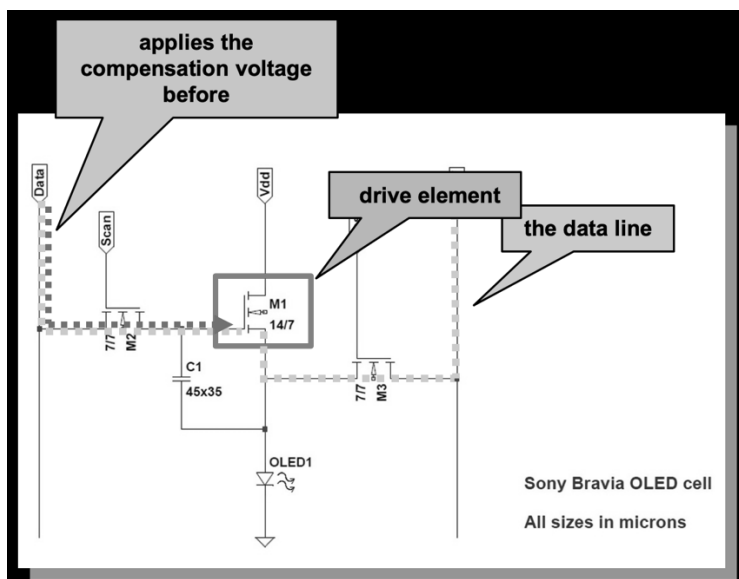 applies the
compensation voltage
before
drive element
the data line
Data
Scan
Vdd
M1
14/7
7/7
M2
C1
45x35
7/7
M3
OLED1
Sony Bravia OLED cell
All sizes in microns